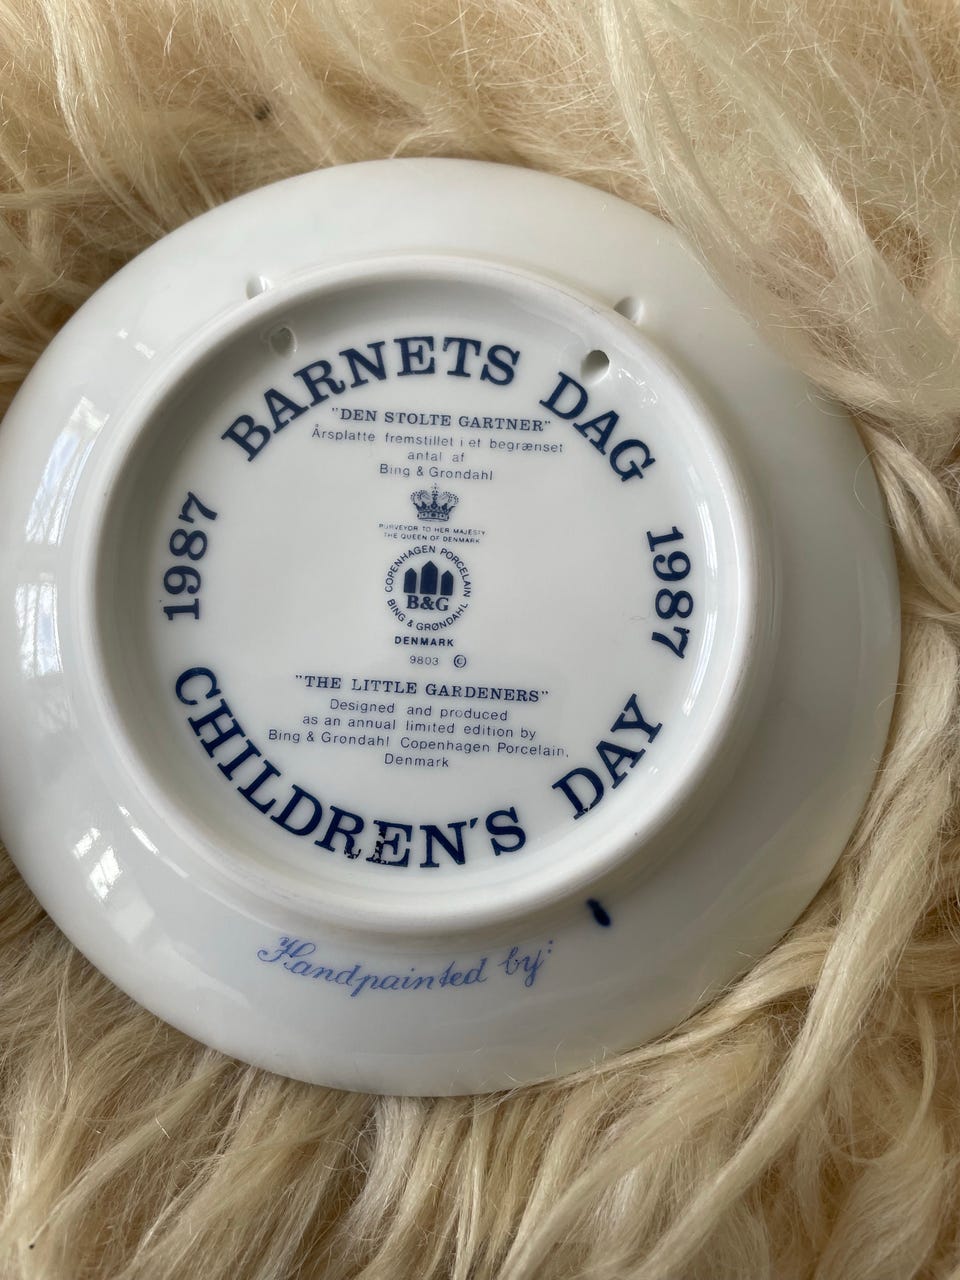 BARNETS DAG
"DEN STOLTE GARTNER"
Årsplatte fremstillet i et begrænset
antal af
Bing & Grondahl
PURVEYOR TO HER MAJESTY
THE QUEEN OF DENMARK
COPENHAGEN PORCELAIN
B&G
BING & GRØNDAHL
DENMARK
9803 ©
1987
1987
"THE LITTLE GARDENERS"
Designed and produced
as an annual limited edition by
Bing & Grondahl Copenhagen Porcelain,
Denmark
CHILDREN'S DAY
Handpainted by: